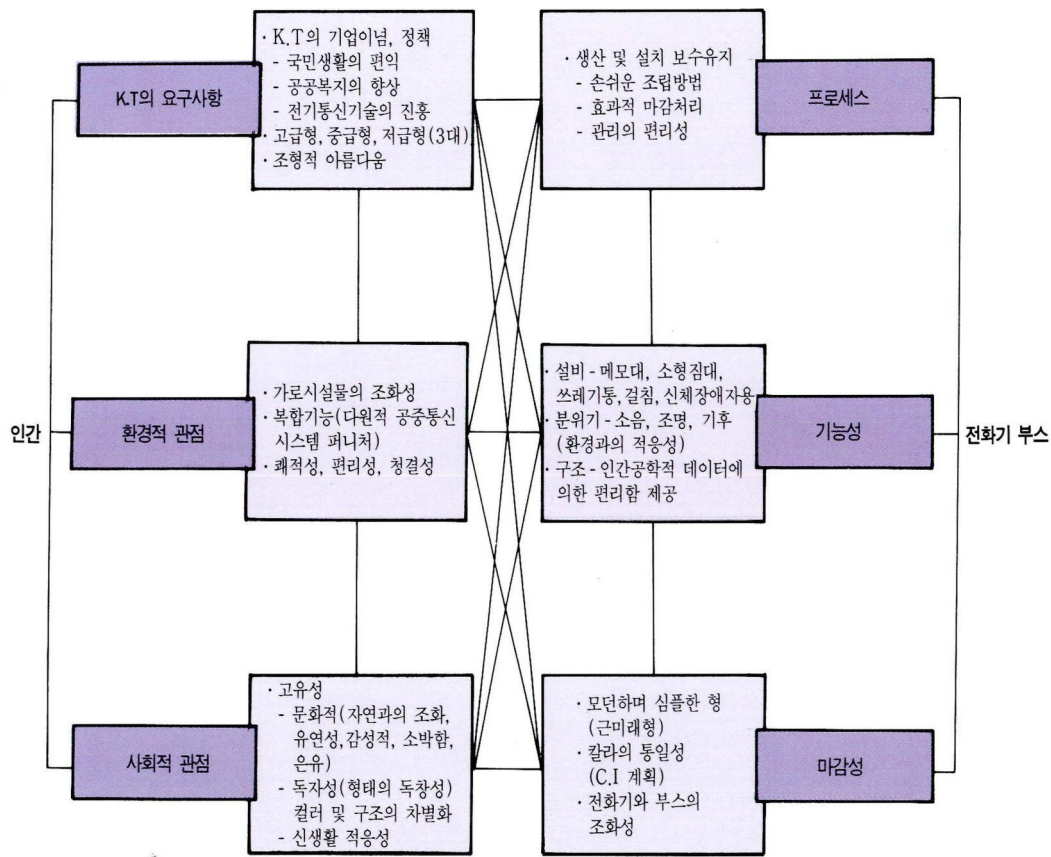 인간
K.T의 요구사항
· K.T의 기업이념, 정책
- 국민생활의 편익
- 공공복지의 향상
- 전기통신기술의 진흥
· 고급형, 중급형, 저급형(3대)
· 조형적 아름다움
· 생산 및 설치 보수유지
- 손쉬운 조립방법
- 효과적 마감처리
- 관리의 편리성
프로세스
환경적 관점
· 가로시설물의 조화성
· 복합기능(다원적 공중통신
시스템 퍼니처)
· 쾌적성, 편리성, 청결성
· 설비 - 메모대, 소형짐대,
쓰레기통, 걸침, 신체장애자용
· 분위기 - 소음, 조명, 기후
(환경과의 적응성)
· 구조 - 인간공학적 데이터에
의한 편리함 제공
기능성
전화기 부스
사회적 관점
· 고유성
- 문화적(자연과의 조화,
유연성,감성적, 소박함,
은유)
- 독자성(형태의 독창성)
컬러 및 구조의 차별화
- 신생활 적응성
· 모던하며 심플한 형
(근미래형)
· 칼라의 통일성
(C.I 계획)
· 전화기와 부스의
조화성
마감성